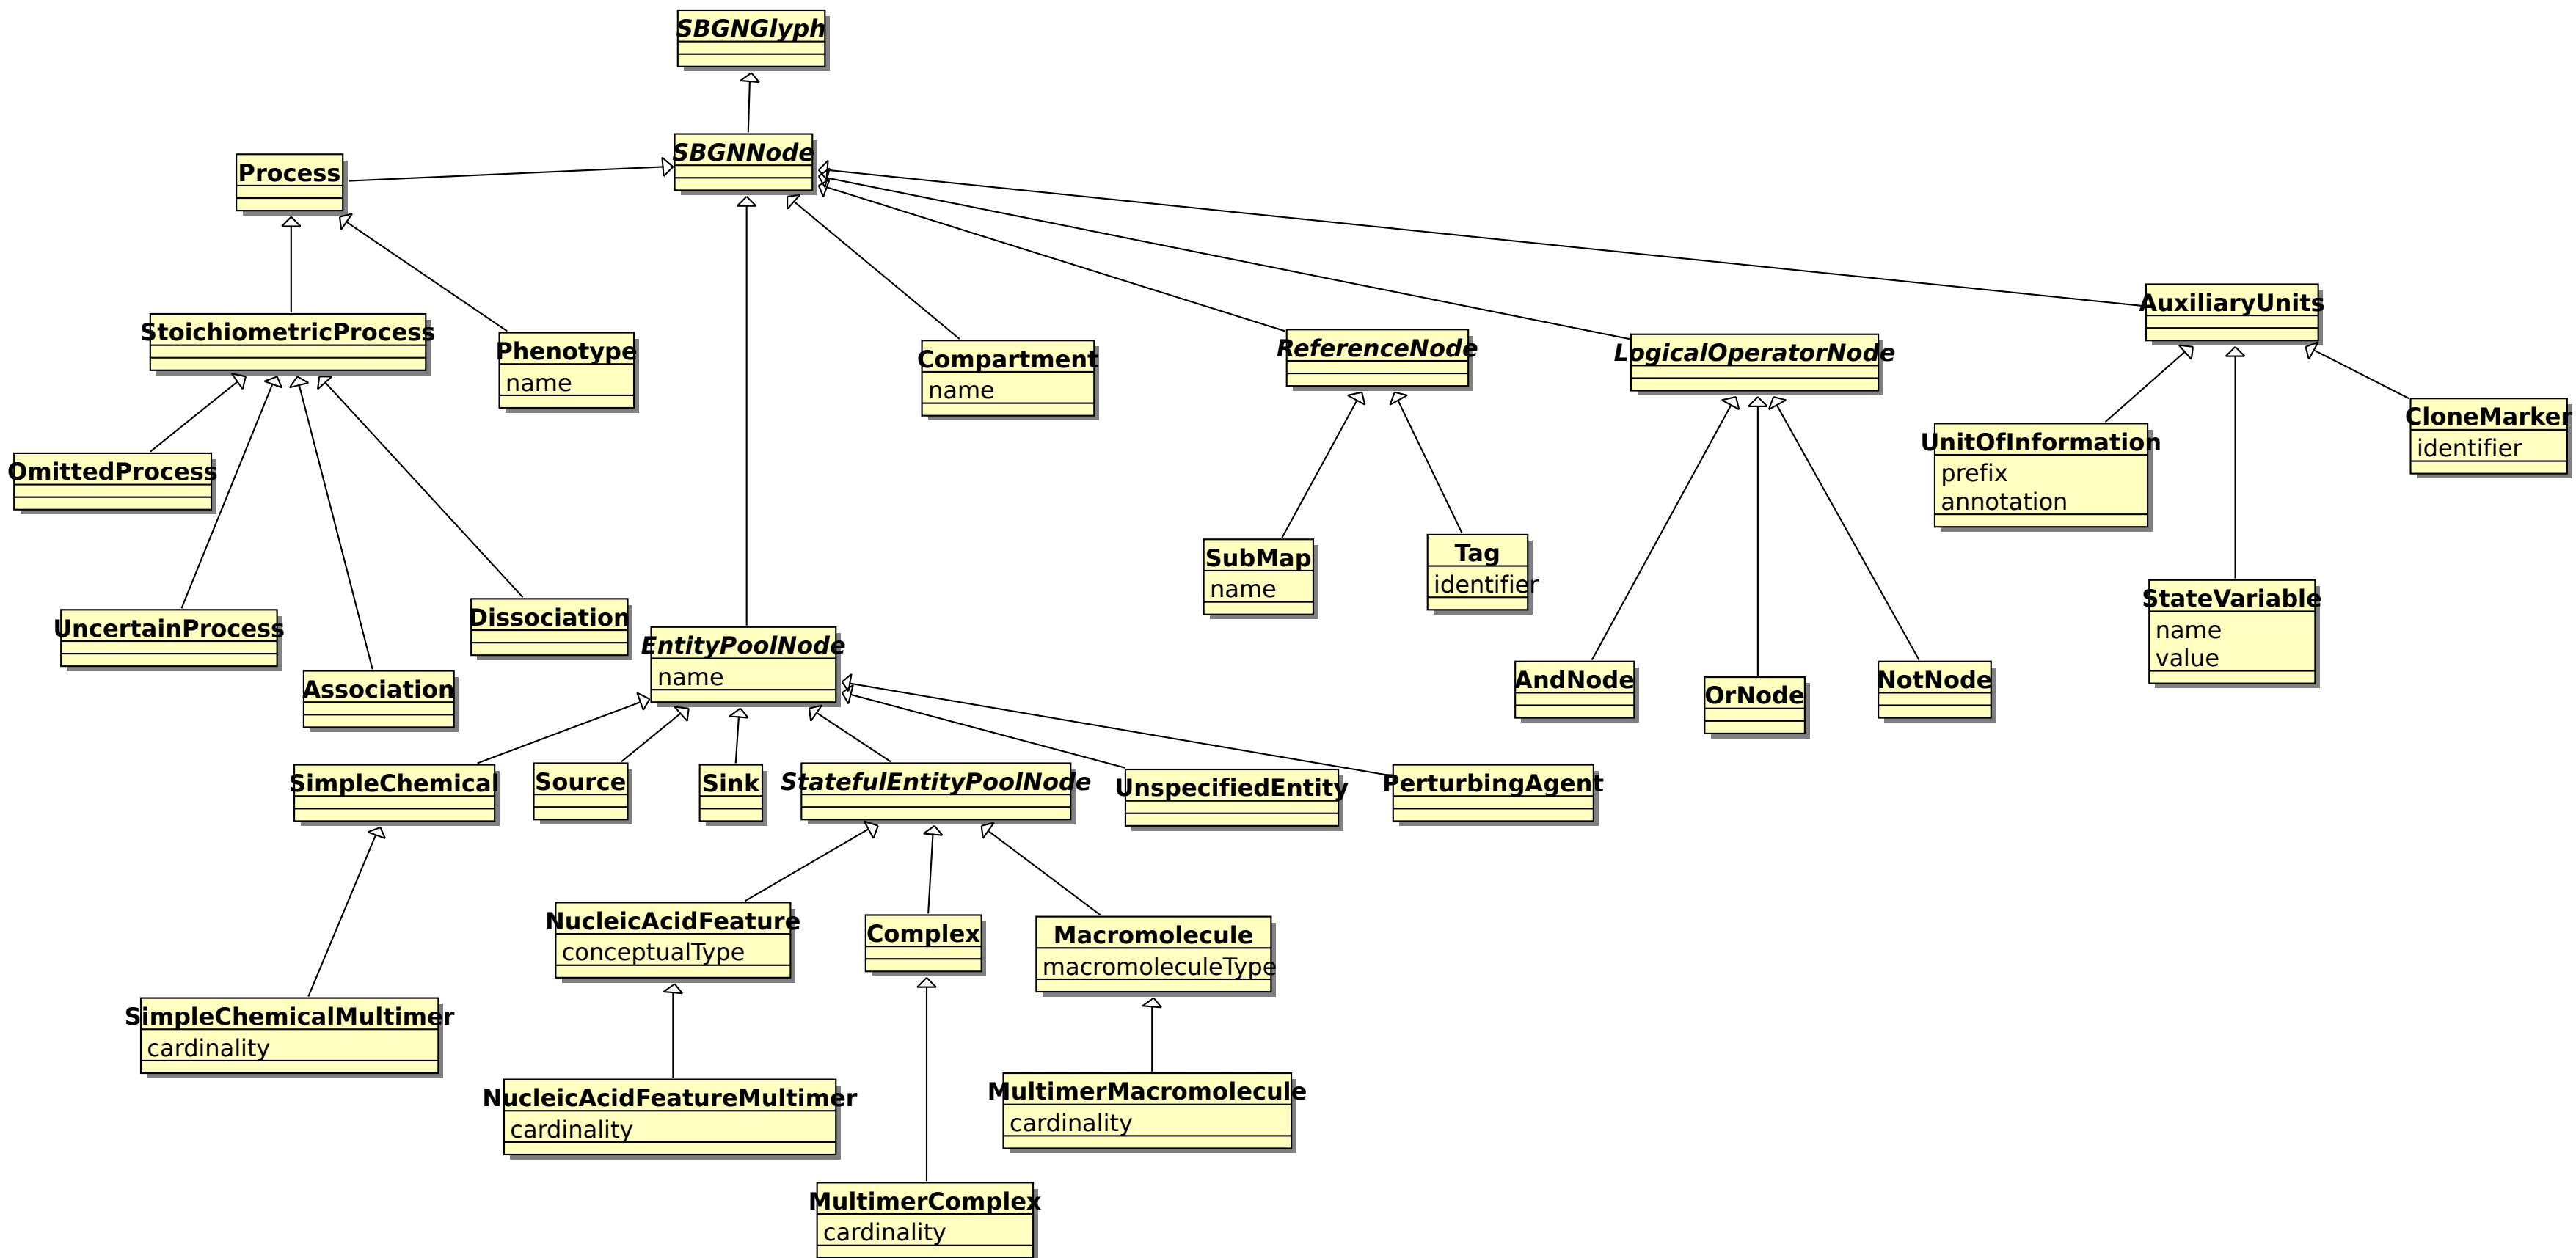 SBGNGlyph
SBGNNode
Process
AuxiliaryUnits
StoichiometricProcess
Phenotype
name
Compartment
name
ReferenceNode
LogicalOperatorNode
CloneMarker
identifier
UnitOfInformation
prefix
annotation
OmittedProcess
SubMap
name
Tag
identifier
StateVariable
name
value
UncertainProcess
Dissociation
EntityPoolNode
name
Association
AndNode
OrNode
NotNode
SimpleChemical
Source
Sink
StatefulEntityPoolNode
UnspecifiedEntity
PerturbingAgent
NucleicAcidFeature
conceptualType
Complex
Macromolecule
macromoleculeType
SimpleChemicalMultimer
cardinality
NucleicAcidFeatureMultimer
cardinality
MultimerMacromolecule
cardinality
MultimerComplex
cardinality